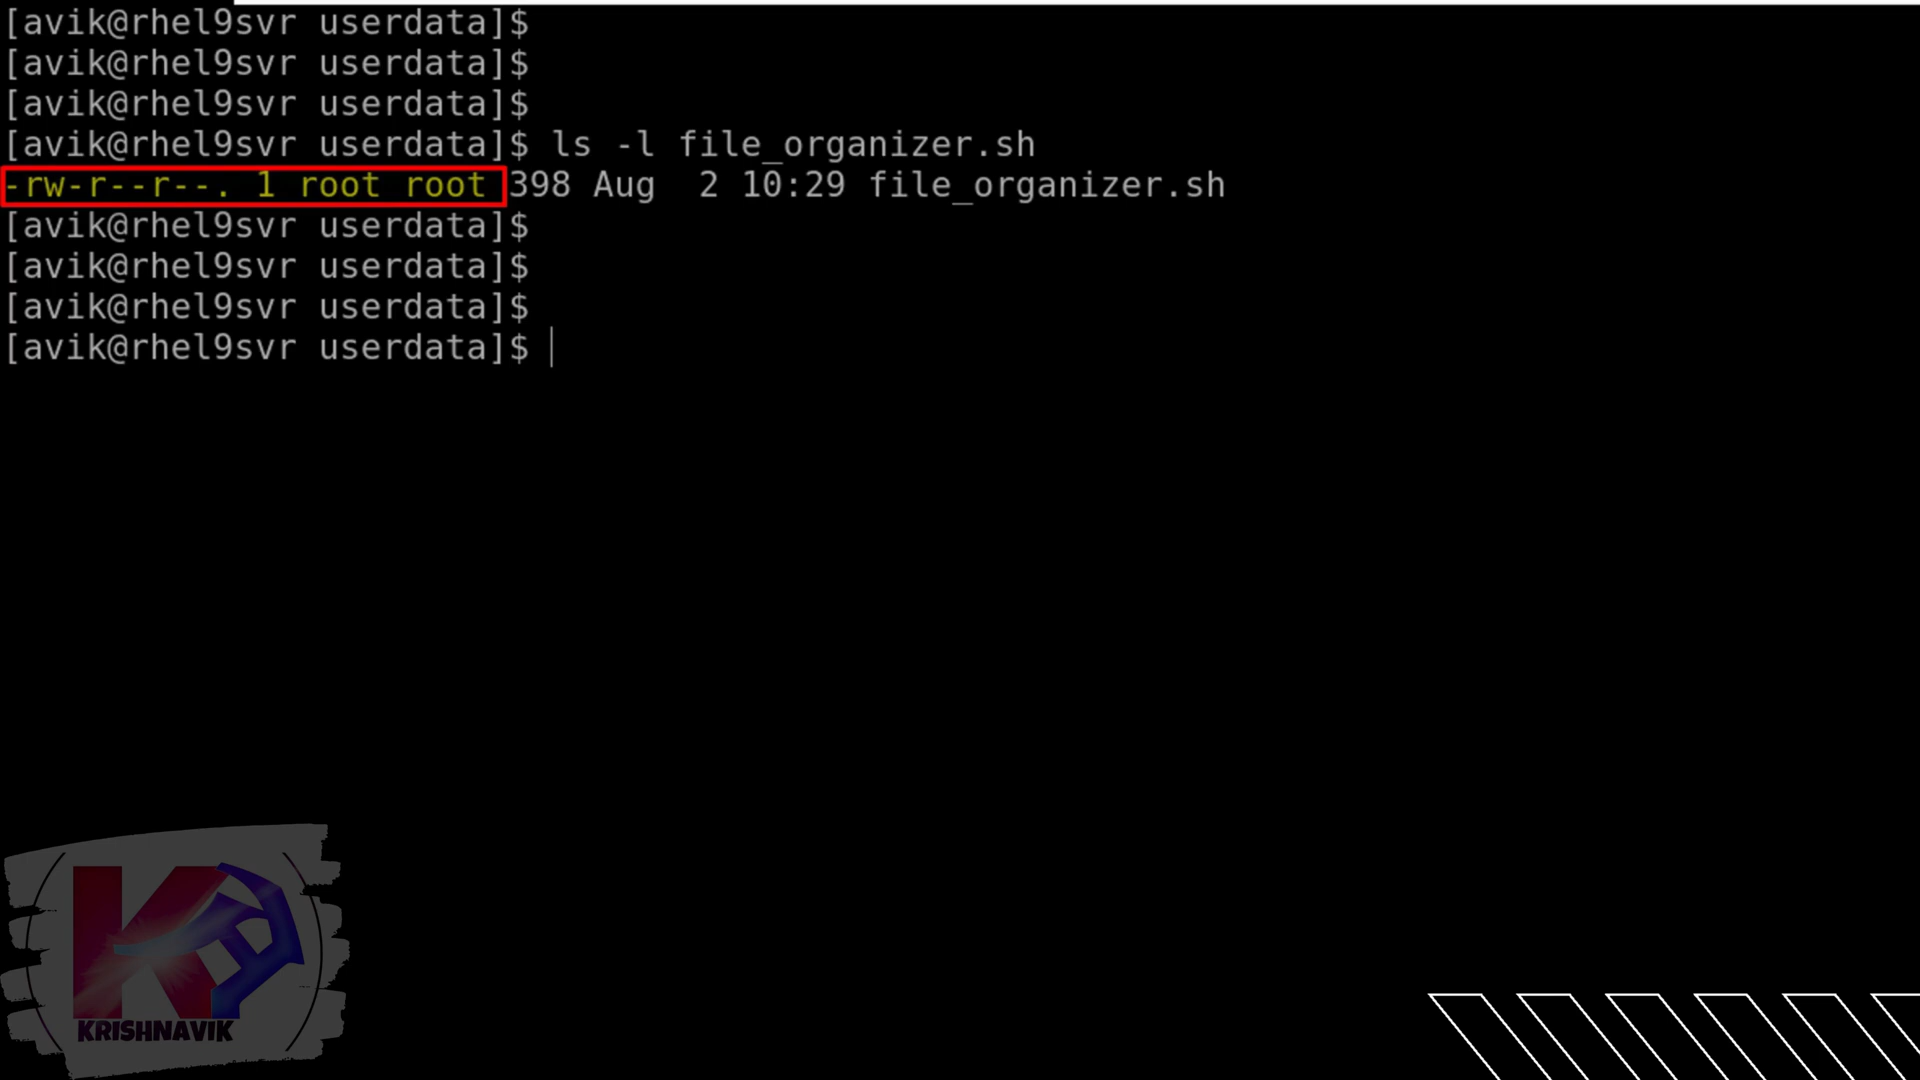 [avik@rhel9svr userdata]$
[avik@rhel9svr userdata]$
[avik@rhel9svr userdata]$
[avik@rhel9svr userdata]$ ls -l file_organizer.sh
-rw-r--r--. 1 root root 398 Aug  2 10:29 file_organizer.sh
[avik@rhel9svr userdata]$
[avik@rhel9svr userdata]$
[avik@rhel9svr userdata]$
[avik@rhel9svr userdata]$
KRISHNAVIK